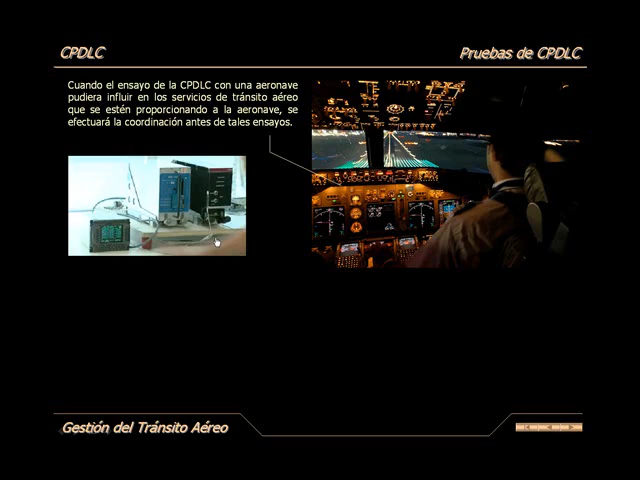 CPDLC
Pruebas de CPDLC
Cuando el ensayo de la CPDLC con una aeronave
pudiera influir en los servicios de tránsito aéreo
que se estén proporcionando a la aeronave, se
efectuará la coordinación antes de tales ensayos.
Gestión del Tránsito Aéreo